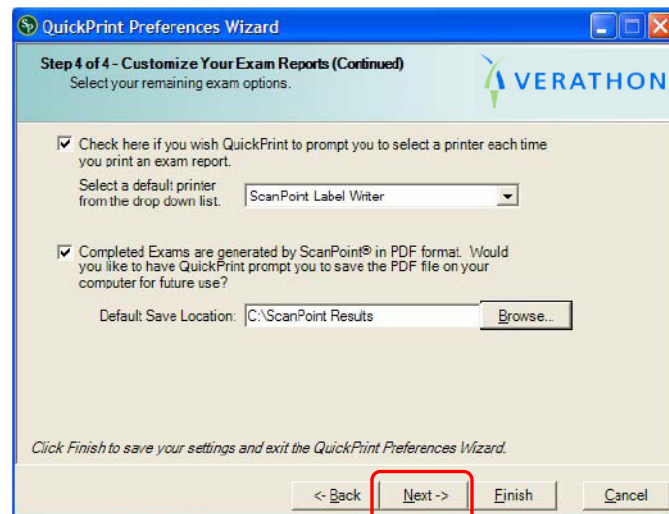 SP QuickPrint Preferences Wizard
Step 4 of 4 - Customize Your Exam Reports (Continued)
Select your remaining exam options.
VERATHON
Check here if you wish QuickPrint to prompt you to select a printer each time
you print an exam report.
Select a default printer
from the drop down list.
ScanPoint Label Writer
Completed Exams are generated by ScanPoint® in PDF format. Would
you like to have QuickPrint prompt you to save the PDF file on your
computer for future use?
Default Save Location: C:\ScanPoint Results Browse...
Click Finish to save your settings and exit the QuickPrint Preferences Wizard.
<- Back Next -> Finish Cancel